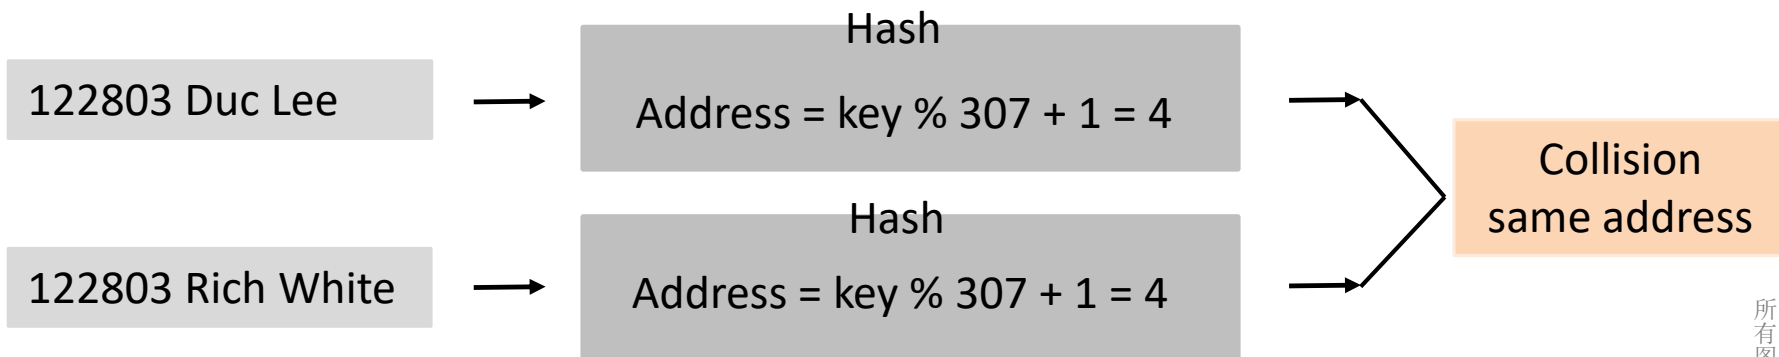 Hash
122803 Duc Lee
Address = key % 307 + 1 = 4
Collision
same address
Hash
122803 Rich White
Address = key % 307 + 1 = 4
所有